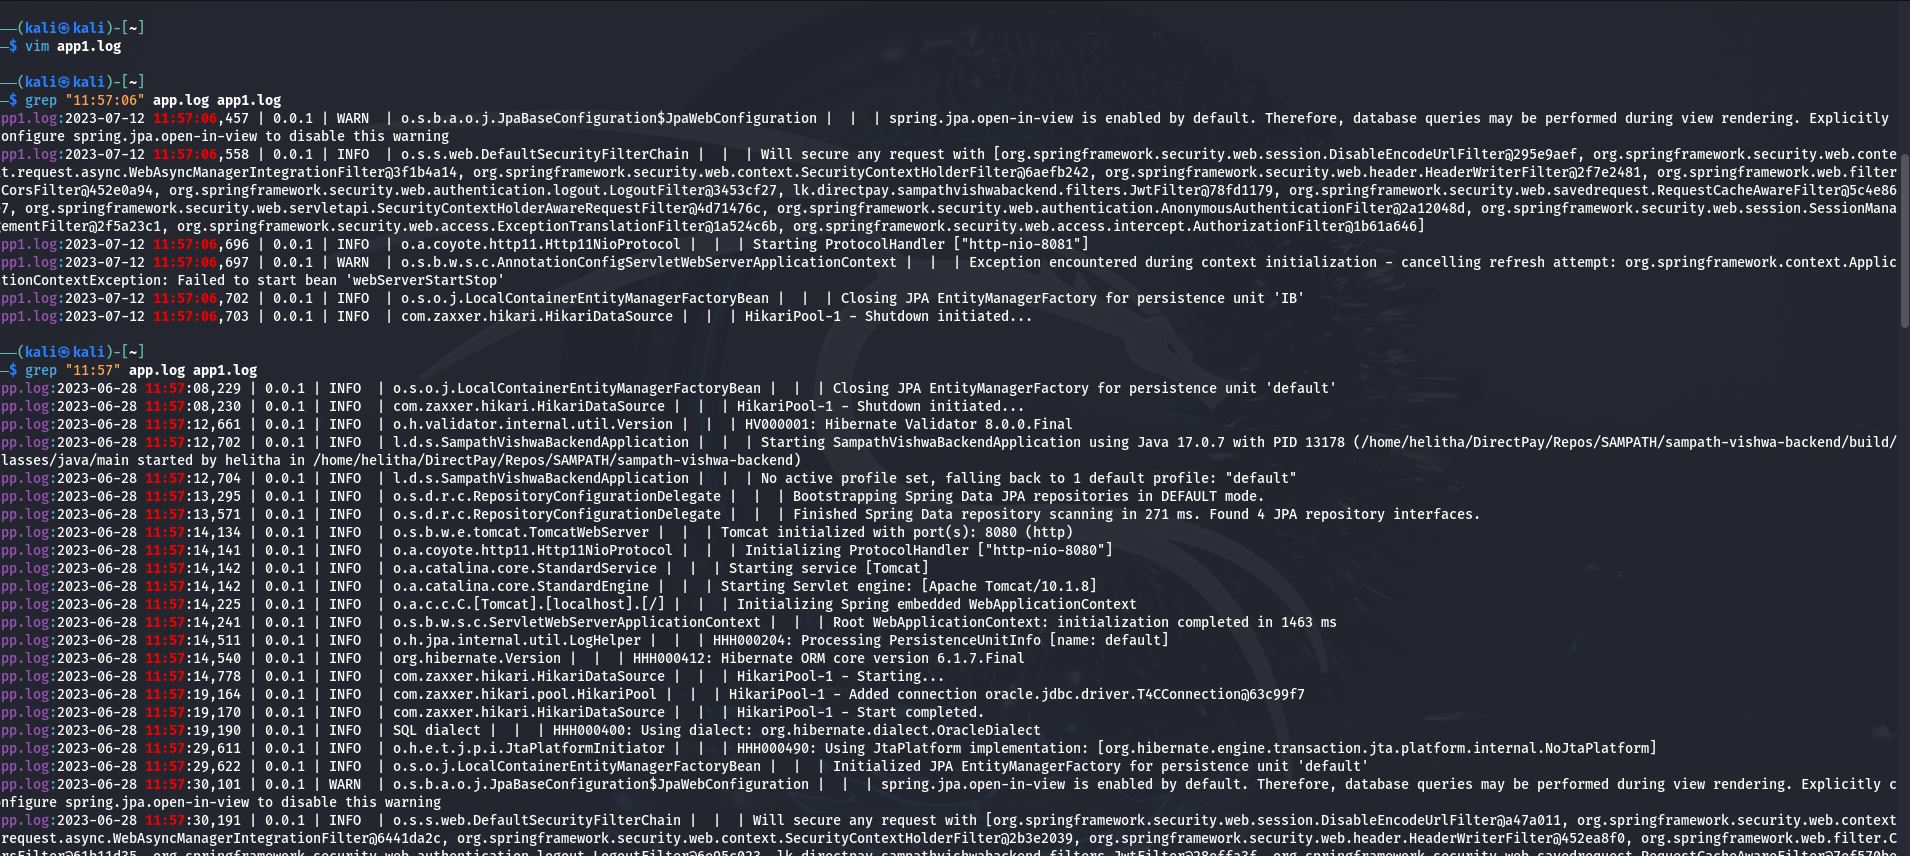 (kali㉿kali)-[~]
$ vim app1.log
(kali㉿kali)-[~]
$ grep "11:57:06" app.log app1.log
pp1.log:2023-07-12 11:57:06,457 | 0.0.1 | WARN  | o.s.b.a.o.j.JpaBaseConfiguration$JpaWebConfiguration |  |  | spring.jpa.open-in-view is enabled by default. Therefore, database queries may be performed during view rendering. Explicitly
onfigure spring.jpa.open-in-view to disable this warning
pp1.log:2023-07-12 11:57:06,558 | 0.0.1 | INFO  | o.s.s.web.DefaultSecurityFilterChain |  |  | Will secure any request with [org.springframework.security.web.session.DisableEncodeUrlFilter@295e9aef, org.springframework.security.web.conte
t.request.async.WebAsyncManagerIntegrationFilter@3f1b4a14, org.springframework.security.web.context.SecurityContextHolderFilter@6aefb242, org.springframework.security.web.header.HeaderWriterFilter@2f7e2481, org.springframework.web.filter
CorsFilter@452e0a94, org.springframework.security.web.authentication.logout.LogoutFilter@3453cf27, lk.directpay.sampathvishwabackend.filters.JwtFilter@78fd1179, org.springframework.security.web.savedrequest.RequestCacheAwareFilter@5c4e86
7, org.springframework.security.web.servletapi.SecurityContextHolderAwareRequestFilter@4d71476c, org.springframework.security.web.authentication.AnonymousAuthenticationFilter@2a12048d, org.springframework.security.web.session.SessionMana
gementFilter@2f5a23c1, org.springframework.security.web.access.ExceptionTranslationFilter@1a524c6b, org.springframework.security.web.access.intercept.AuthorizationFilter@1b61a646]
pp1.log:2023-07-12 11:57:06,696 | 0.0.1 | INFO  | o.a.coyote.http11.Http11NioProtocol |  |  | Starting ProtocolHandler ["http-nio-8081"]
pp1.log:2023-07-12 11:57:06,697 | 0.0.1 | WARN  | o.s.b.w.s.c.AnnotationConfigServletWebServerApplicationContext |  |  | Exception encountered during context initialization - cancelling refresh attempt: org.springframework.context.Applic
tionContextException: Failed to start bean 'webServerStartStop'
pp1.log:2023-07-12 11:57:06,702 | 0.0.1 | INFO  | o.s.o.j.LocalContainerEntityManagerFactoryBean |  |  | Closing JPA EntityManagerFactory for persistence unit 'IB'
pp1.log:2023-07-12 11:57:06,703 | 0.0.1 | INFO  | com.zaxxer.hikari.HikariDataSource |  |  | HikariPool-1 - Shutdown initiated...
(kali㉿kali)-[~]
$ grep "11:57" app.log app1.log
pp.log:2023-06-28 11:57:08,229 | 0.0.1 | INFO  | o.s.o.j.LocalContainerEntityManagerFactoryBean |  |  | Closing JPA EntityManagerFactory for persistence unit 'default'
pp.log:2023-06-28 11:57:08,230 | 0.0.1 | INFO  | com.zaxxer.hikari.HikariDataSource |  |  | HikariPool-1 - Shutdown initiated...
pp.log:2023-06-28 11:57:12,661 | 0.0.1 | INFO  | o.h.validator.internal.util.Version |  |  | HV000001: Hibernate Validator 8.0.0.Final
pp.log:2023-06-28 11:57:12,702 | 0.0.1 | INFO  | l.d.s.SampathVishwaBackendApplication |  |  | Starting SampathVishwaBackendApplication using Java 17.0.7 with PID 13178 (/home/helitha/DirectPay/Repos/SAMPATH/sampath-vishwa-backend/build/
lasses/java/main started by helitha in /home/helitha/DirectPay/Repos/SAMPATH/sampath-vishwa-backend)
pp.log:2023-06-28 11:57:12,704 | 0.0.1 | INFO  | l.d.s.SampathVishwaBackendApplication |  |  | No active profile set, falling back to 1 default profile: "default"
pp.log:2023-06-28 11:57:13,295 | 0.0.1 | INFO  | o.s.d.r.c.RepositoryConfigurationDelegate |  |  | Bootstrapping Spring Data JPA repositories in DEFAULT mode.
pp.log:2023-06-28 11:57:13,571 | 0.0.1 | INFO  | o.s.d.r.c.RepositoryConfigurationDelegate |  |  | Finished Spring Data repository scanning in 271 ms. Found 4 JPA repository interfaces.
pp.log:2023-06-28 11:57:14,134 | 0.0.1 | INFO  | o.s.b.w.e.tomcat.TomcatWebServer |  |  | Tomcat initialized with port(s): 8080 (http)
pp.log:2023-06-28 11:57:14,141 | 0.0.1 | INFO  | o.a.coyote.http11.Http11NioProtocol |  |  | Initializing ProtocolHandler ["http-nio-8080"]
pp.log:2023-06-28 11:57:14,142 | 0.0.1 | INFO  | o.a.catalina.core.StandardService |  |  | Starting service [Tomcat]
pp.log:2023-06-28 11:57:14,142 | 0.0.1 | INFO  | o.a.catalina.core.StandardEngine |  |  | Starting Servlet engine: [Apache Tomcat/10.1.8]
pp.log:2023-06-28 11:57:14,225 | 0.0.1 | INFO  | o.a.c.c.C.[Tomcat].[localhost].[/] |  |  | Initializing Spring embedded WebApplicationContext
pp.log:2023-06-28 11:57:14,241 | 0.0.1 | INFO  | o.s.b.w.s.c.ServletWebServerApplicationContext |  |  | Root WebApplicationContext: initialization completed in 1463 ms
pp.log:2023-06-28 11:57:14,511 | 0.0.1 | INFO  | o.h.jpa.internal.util.LogHelper |  |  | HHH000204: Processing PersistenceUnitInfo [name: default]
pp.log:2023-06-28 11:57:14,540 | 0.0.1 | INFO  | org.hibernate.Version |  |  | HHH000412: Hibernate ORM core version 6.1.7.Final
pp.log:2023-06-28 11:57:14,778 | 0.0.1 | INFO  | com.zaxxer.hikari.HikariDataSource |  |  | HikariPool-1 - Starting...
pp.log:2023-06-28 11:57:19,164 | 0.0.1 | INFO  | com.zaxxer.hikari.pool.HikariPool |  |  | HikariPool-1 - Added connection oracle.jdbc.driver.T4CConnection@63c99f7
pp.log:2023-06-28 11:57:19,170 | 0.0.1 | INFO  | com.zaxxer.hikari.HikariDataSource |  |  | HikariPool-1 - Start completed.
pp.log:2023-06-28 11:57:19,190 | 0.0.1 | INFO  | SQL dialect |  |  | HHH000400: Using dialect: org.hibernate.dialect.OracleDialect
pp.log:2023-06-28 11:57:29,611 | 0.0.1 | INFO  | o.h.e.t.j.p.i.JtaPlatformInitiator |  |  | HHH000490: Using JtaPlatform implementation: [org.hibernate.engine.transaction.jta.platform.internal.NoJtaPlatform]
pp.log:2023-06-28 11:57:29,622 | 0.0.1 | INFO  | o.s.o.j.LocalContainerEntityManagerFactoryBean |  |  | Initialized JPA EntityManagerFactory for persistence unit 'default'
pp.log:2023-06-28 11:57:30,101 | 0.0.1 | WARN  | o.s.b.a.o.j.JpaBaseConfiguration$JpaWebConfiguration |  |  | spring.jpa.open-in-view is enabled by default. Therefore, database queries may be performed during view rendering. Explicitly c
nfigure spring.jpa.open-in-view to disable this warning
pp.log:2023-06-28 11:57:30,191 | 0.0.1 | INFO  | o.s.s.web.DefaultSecurityFilterChain |  |  | Will secure any request with [org.springframework.security.web.session.DisableEncodeUrlFilter@a47a011, org.springframework.security.web.context
request.async.WebAsyncManagerIntegrationFilter@6441da2c, org.springframework.security.web.context.SecurityContextHolderFilter@2b3e2039, org.springframework.security.web.header.HeaderWriterFilter@452ea8f0, org.springframework.web.filter.C